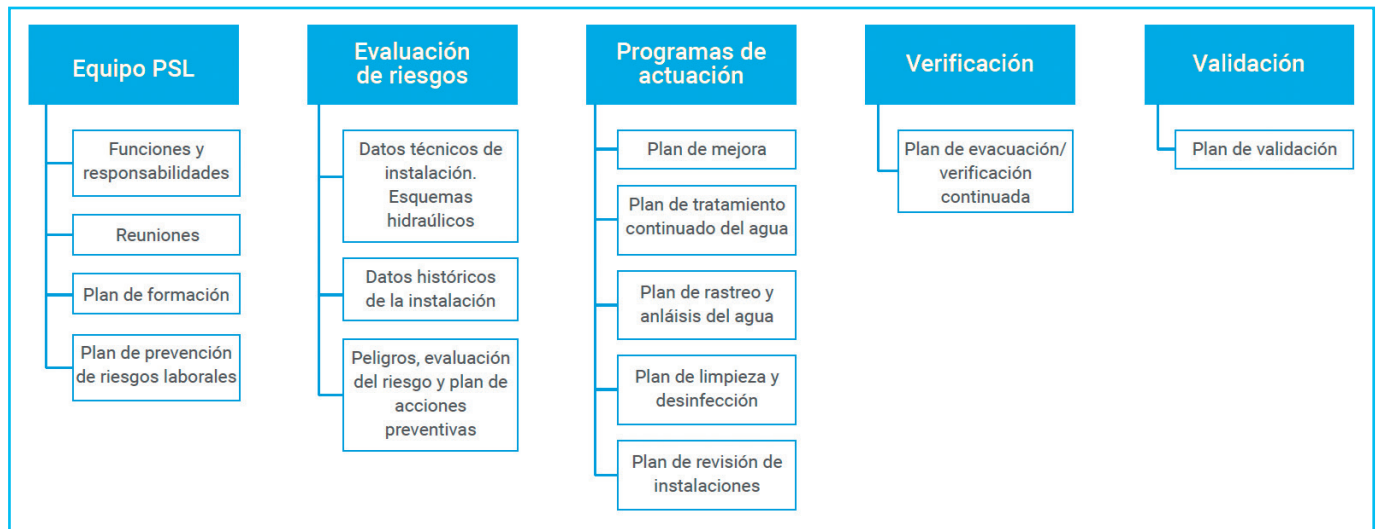 Equipo PSL
Funciones y
responsabilidades
Reuniones
Plan de formación
Plan de prevención
de riesgos laborales
Evaluación
de riesgos
Datos técnicos de
instalación.
Esquemas
hidraúlicos
Datos históricos
de la instalación
Peligros, evaluación
del riesgo y plan de
acciones
preventivas
Programas de
actuación
Plan de mejora
Plan de tratamiento
continuado del agua
Plan de rastreo y
anláisis del agua
Plan de limpieza y
desinfección
Plan de revisión de
instalaciones
Verificación
Plan de evacuación/
verificación
continuada
Validación
Plan de validación